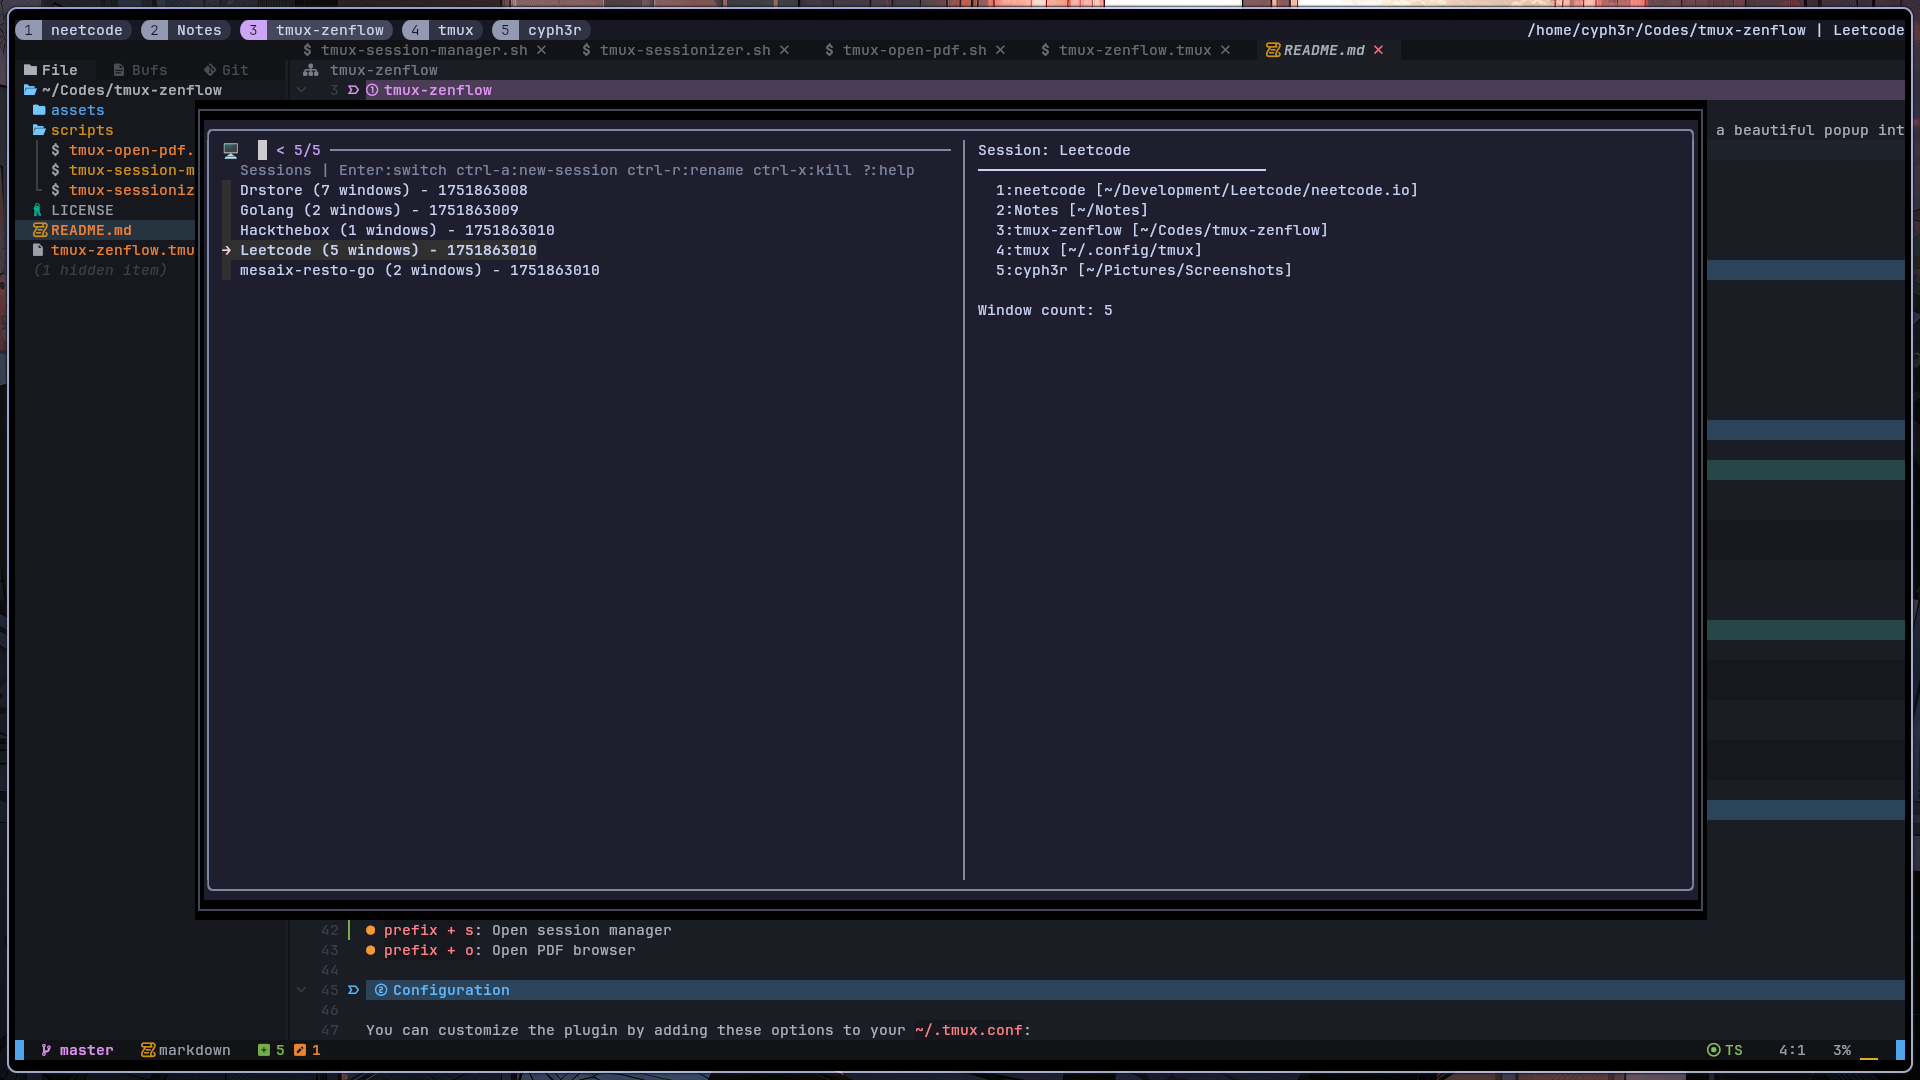 1 neetcode 2 Notes 3 tmux-zenflow 4 tmux 5 cyph3r /home/cyph3r/Codes/tmux-zenflow | Leetcode
$ tmux-session-manager.sh × $ tmux-sessionizer.sh × $ tmux-open-pdf.sh × $ tmux-zenflow.tmux × README.md ×
File Bufs Git tmux-zenflow
~/Codes/tmux-zenflow 3 1 tmux-zenflow
assets
scripts a beautiful popup int
$ tmux-open-pdf.
$ tmux-session-m
$ tmux-sessioniz
LICENSE
README.md
tmux-zenflow.tmu
(1 hidden item)
< 5/5
Sessions | Enter:switch ctrl-a:new-session ctrl-r:rename ctrl-x:kill ?:help
Drstore (7 windows) - 1751863008
Golang (2 windows) - 1751863009
Hackthebox (1 windows) - 1751863010
→ Leetcode (5 windows) - 1751863010
mesaix-resto-go (2 windows) - 1751863010
Session: Leetcode
1:neetcode [~/Development/Leetcode/neetcode.io]
2:Notes [~/Notes]
3:tmux-zenflow [~/Codes/tmux-zenflow]
4:tmux [~/.config/tmux]
5:cyph3r [~/Pictures/Screenshots]
Window count: 5
42 ● prefix + s: Open session manager
43 ● prefix + o: Open PDF browser
44
45 2 Configuration
46
47 You can customize the plugin by adding these options to your ~/.tmux.conf:
master markdown 5 1 TS 4:1 3%